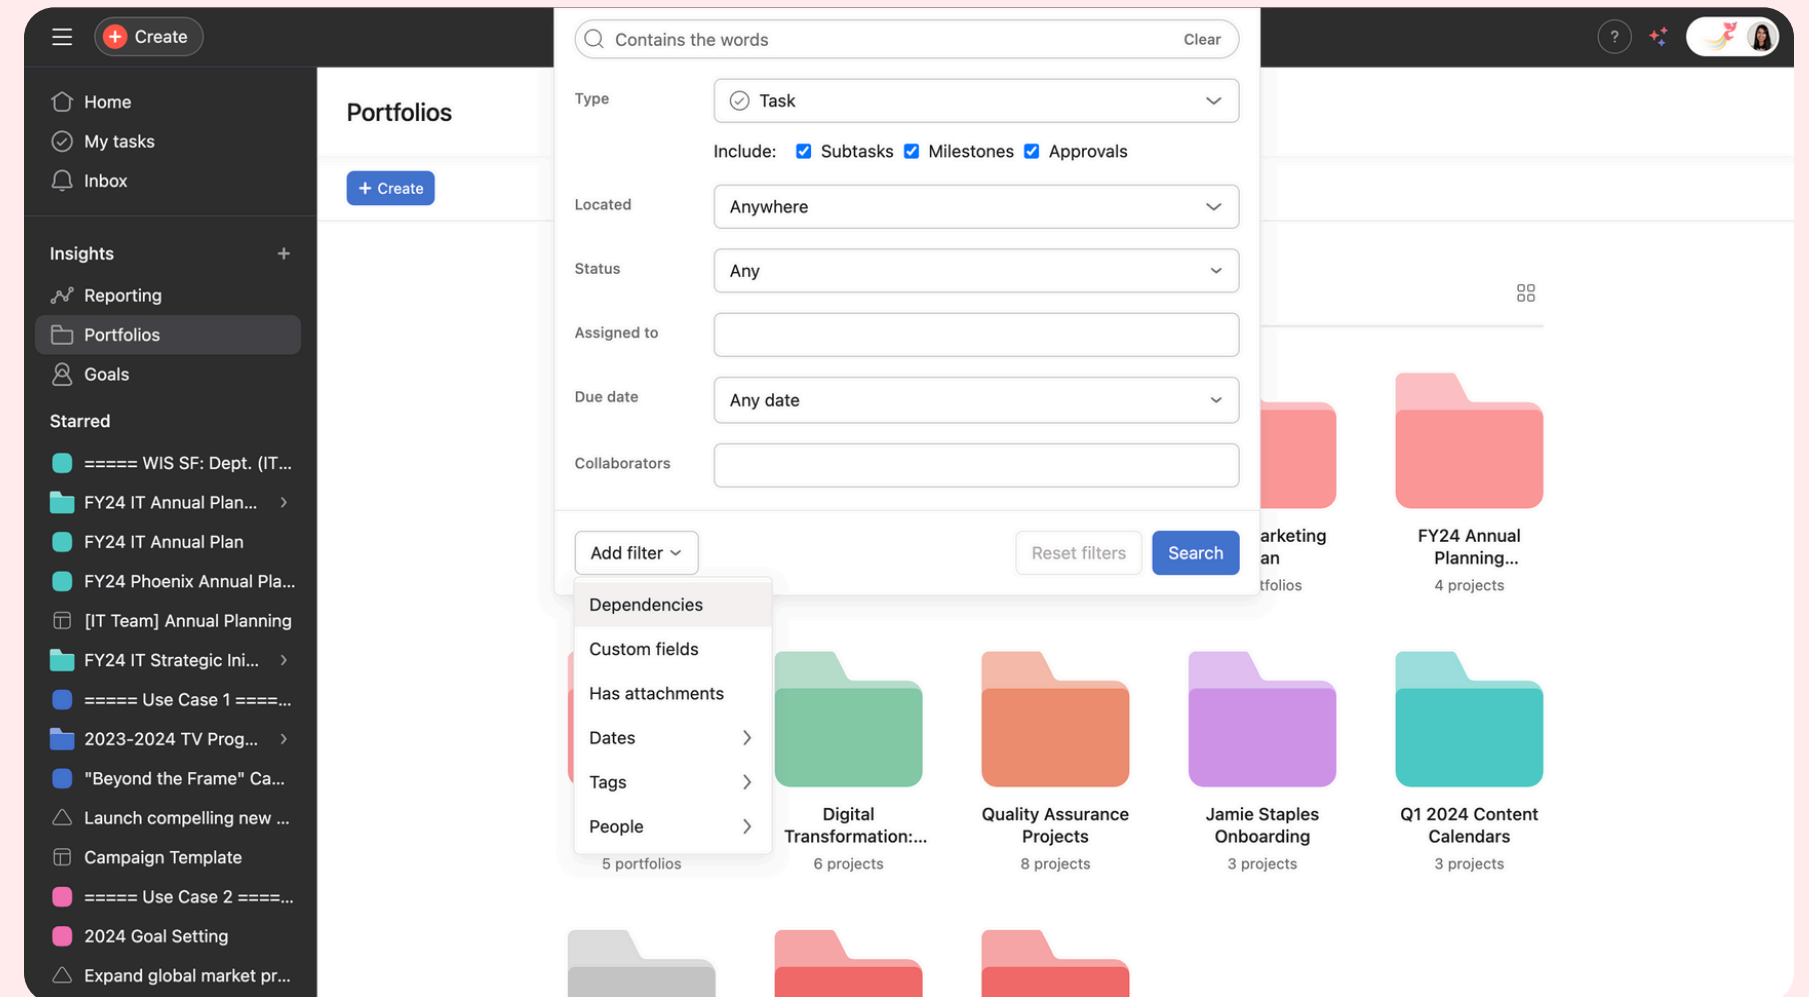 Create
Home
My tasks
Inbox
Insights
Reporting
Portfolios
Goals
Starred
===== WIS SF: Dept. (IT...
FY24 IT Annual Plan...
FY24 IT Annual Plan
FY24 Phoenix Annual Pla...
[IT Team] Annual Planning
FY24 IT Strategic Ini...
===== Use Case 1 ====...
2023-2024 TV Prog...
"Beyond the Frame" Ca...
Launch compelling new ...
Campaign Template
===== Use Case 2 ====...
2024 Goal Setting
Expand global market pr...
Portfolios
+ Create
Contains the words
Clear
Type
Task
Include:
Subtasks
Milestones
Approvals
Located
Anywhere
Status
Any
Assigned to
Due date
Any date
Collaborators
Add filter
Reset filters
Search
Dependencies
Custom fields
Has attachments
Dates
Tags
People
?
arketing
an
tfolios
FY24 Annual
Planning...
4 projects
5 portfolios
Digital
Transformation:...
6 projects
Quality Assurance
Projects
8 projects
Jamie Staples
Onboarding
3 projects
Q1 2024 Content
Calendars
3 projects